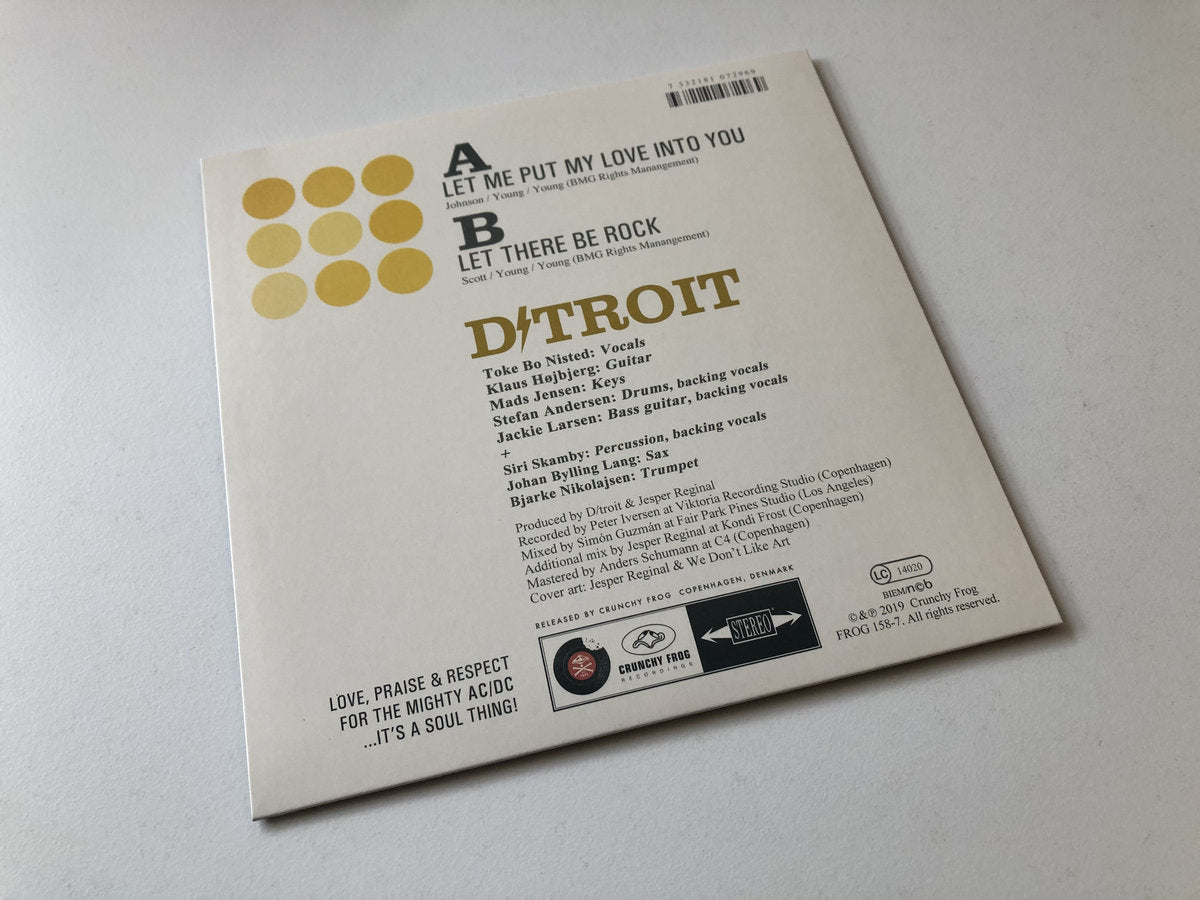 7 332181 072969
A
LET ME PUT MY LOVE INTO YOU
Johnson / Young / Young (BMG Rights Manangement)
B
LET THERE BE ROCK
Scott / Young / Young (BMG Rights Manangement)
D/TROIT
Toke Bo Nisted: Vocals
Klaus Højbjerg: Guitar
Mads Jensen: Keys
Stefan Andersen: Drums, backing vocals
Jackie Larsen: Bass guitar, backing vocals
+
Siri Skamby: Percussion, backing vocals
Johan Bylling Lang: Sax
Bjarke Nikolajsen: Trumpet
Produced by D/troit & Jesper Reginal
Recorded by Peter Iversen at Viktoria Recording Studio (Copenhagen)
Mixed by Simón Guzmán at Fair Park Pines Studio (Los Angeles)
Additional mix by Jesper Reginal at Kondi Frost (Copenhagen)
Mastered by Anders Schumann at C4 (Copenhagen)
Cover art: Jesper Reginal & We Don't Like Art
RELEASED BY CRUNCHY FROG COPENHAGEN, DENMARK
CRUNCHY FROG
RECORDINGS
STEREO
LC 14020
BIEM/n©b
©&℗ 2019 Crunchy Frog
FROG 158-7. All rights reserved.
LOVE, PRAISE & RESPECT
FOR THE MIGHTY AC/DC
...IT'S A SOUL THING!